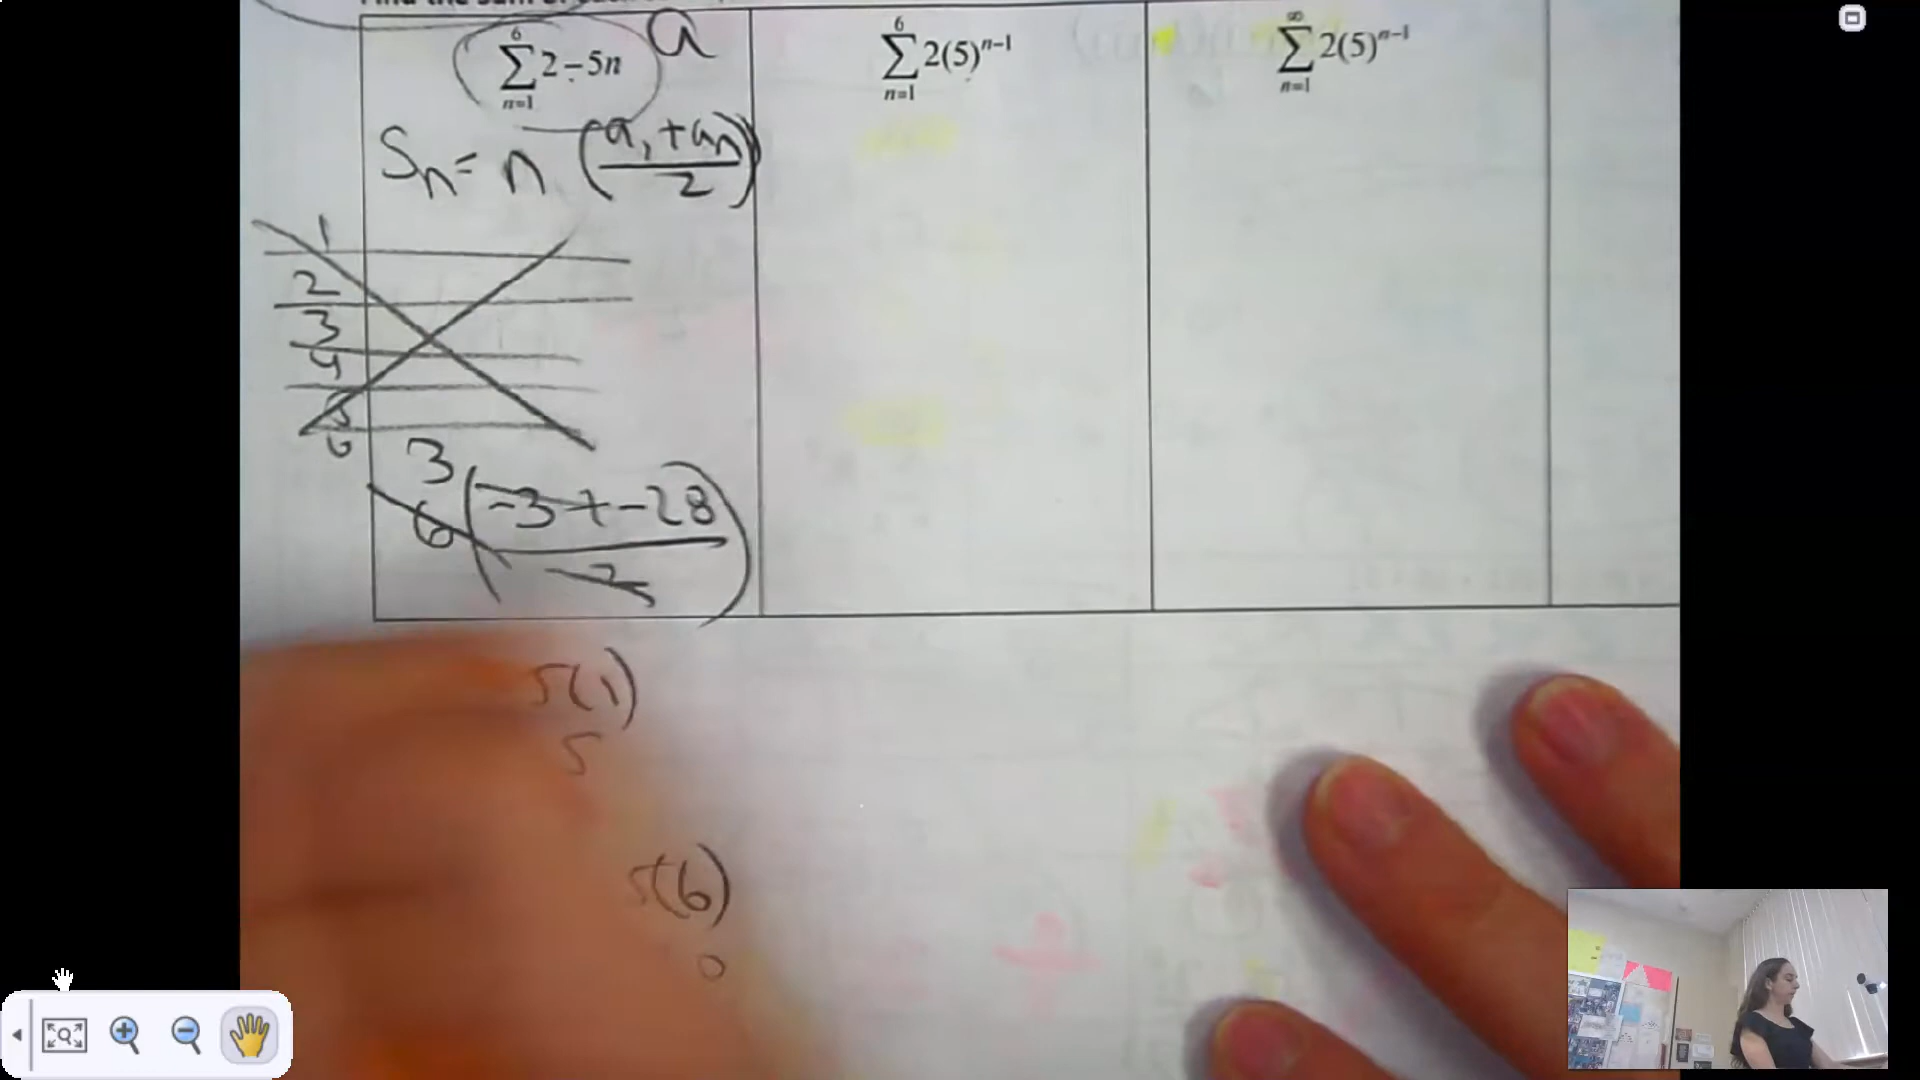 6
∑ 2 – 5n
n=1
a
6
∑ 2(5)^{n–1}
n=1
∞
∑ 2(5)^{n–1}
n=1
Sn = n (a1 + an / 2)
1
2
3
4
5
6
3
6 (-3 + -28 / 2)
5(1)
5
5(6)
0